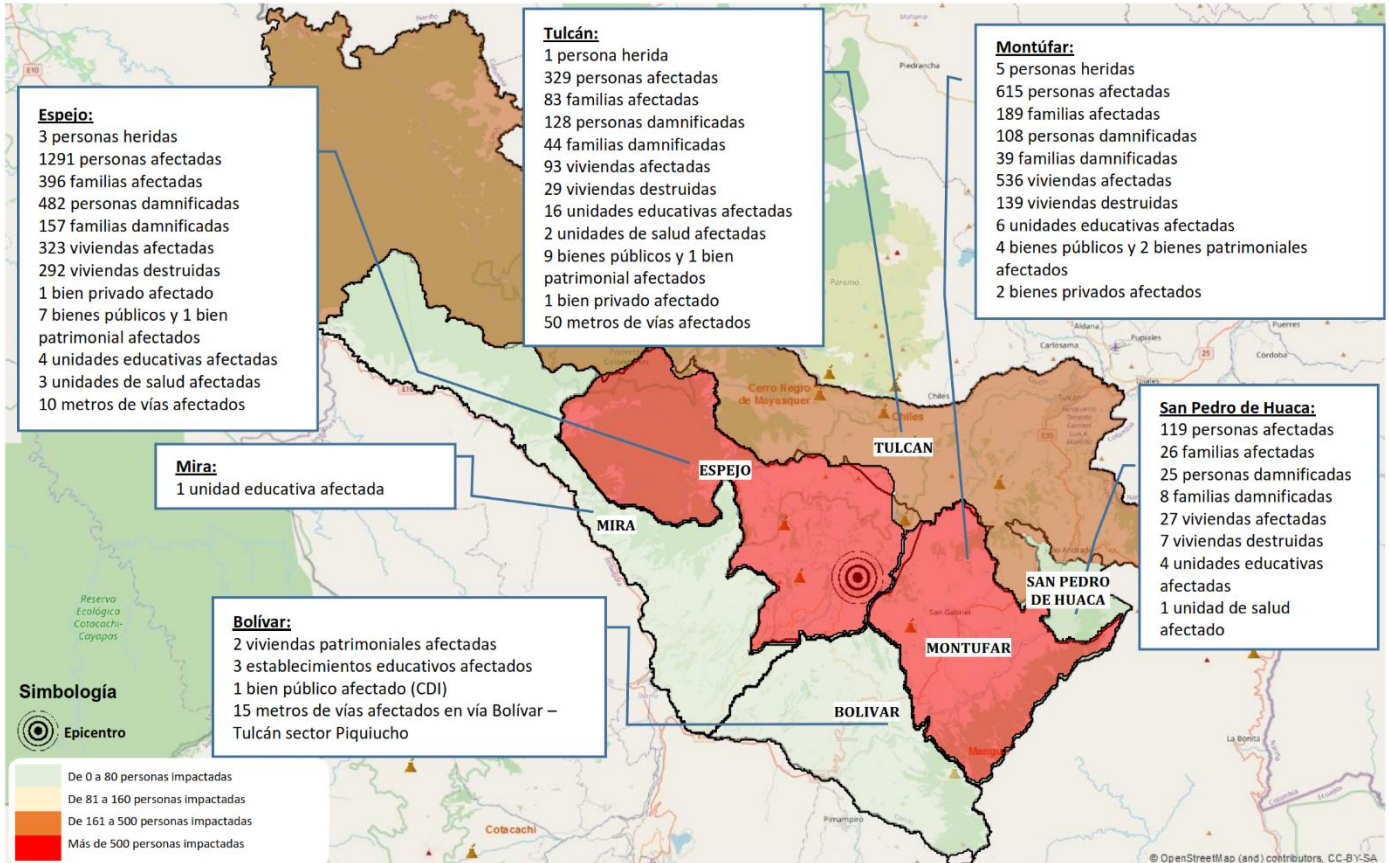 Espejo:
3 personas heridas
1291 personas afectadas
396 familias afectadas
482 personas damnificadas
157 familias damnificadas
323 viviendas afectadas
292 viviendas destruidas
1 bien privado afectado
7 bienes públicos y 1 bien
patrimonial afectados
4 unidades educativas afectadas
3 unidades de salud afectadas
10 metros de vías afectados
Tulcán:
1 persona herida
329 personas afectadas
83 familias afectadas
128 personas damnificadas
44 familias damnificadas
93 viviendas afectadas
29 viviendas destruidas
16 unidades educativas afectadas
2 unidades de salud afectadas
9 bienes públicos y 1 bien
patrimonial afectados
1 bien privado afectado
50 metros de vías afectados
Montúfar:
5 personas heridas
615 personas afectadas
189 familias afectadas
108 personas damnificadas
39 familias damnificadas
536 viviendas afectadas
139 viviendas destruidas
6 unidades educativas afectadas
4 bienes públicos y 2 bienes patrimoniales
afectados
2 bienes privados afectados
San Pedro de Huaca:
119 personas afectadas
26 familias afectadas
25 personas damnificadas
8 familias damnificadas
27 viviendas afectadas
7 viviendas destruidas
4 unidades educativas
afectadas
1 unidad de salud
afectado
Mira:
1 unidad educativa afectada
Bolívar:
2 viviendas patrimoniales afectadas
3 establecimientos educativos afectados
1 bien público afectado (CDI)
15 metros de vías afectados en vía Bolívar –
Tulcán sector Piquiucho
TULCAN
ESPEJO
MIRA
SAN PEDRO
DE HUACA
MONTUFAR
BOLIVAR
Cerro Negro
de Mayasquer
Chiles
Chiles
Piedrancha
Paramo
Aldana
Pupiales
Carlosama
Puerres
Córdoba
25
E10
E35
Tulcán
San Gabriel
La Bonita
Pimampiro
Cotacachi
Colombia
Ecuador
Nariño
Reserva
Ecológica
Cotacachi-
Cayapas
Simbología
Epicentro
De 0 a 80 personas impactadas
De 81 a 160 personas impactadas
De 161 a 500 personas impactadas
Más de 500 personas impactadas
© OpenStreetMap (and) contributors, CC-BY-SA